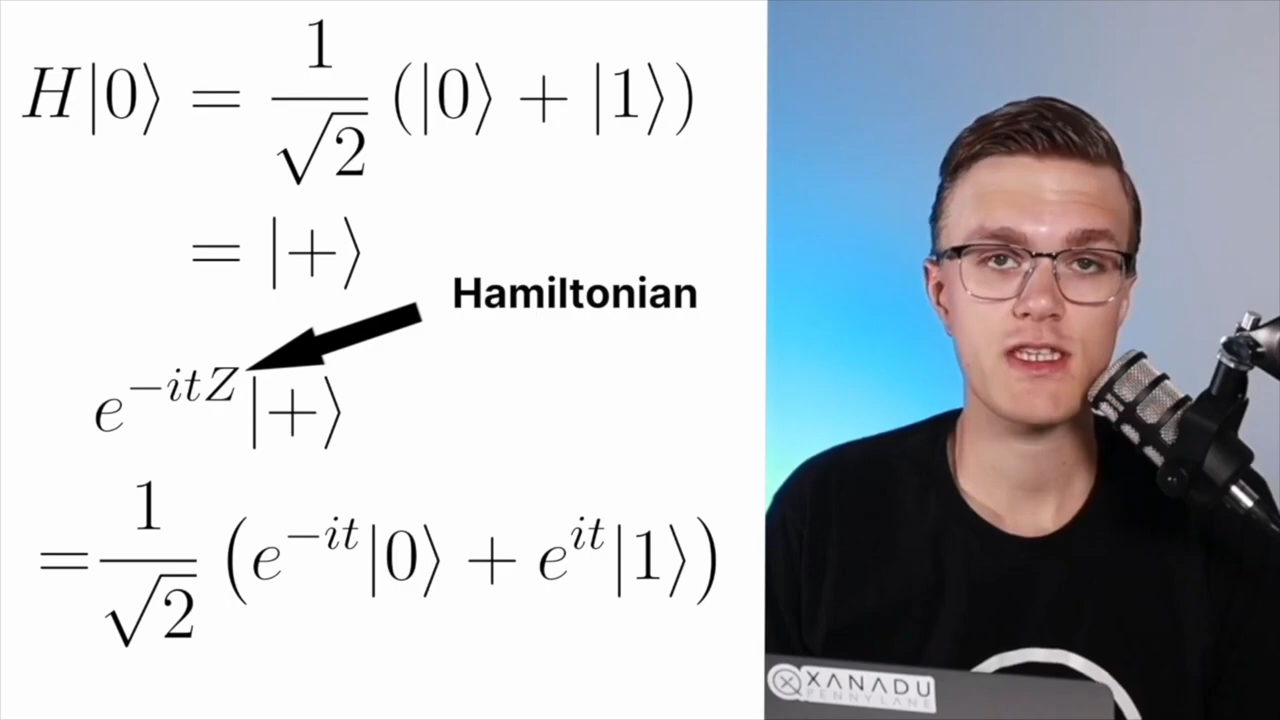 H|0⟩ = 1/√2 (|0⟩ + |1⟩)
= |+⟩
Hamiltonian
e^{-itZ}|+⟩
= 1/√2 (e^{-it}|0⟩ + e^{it}|1⟩)
XANADU
PENNYLANE